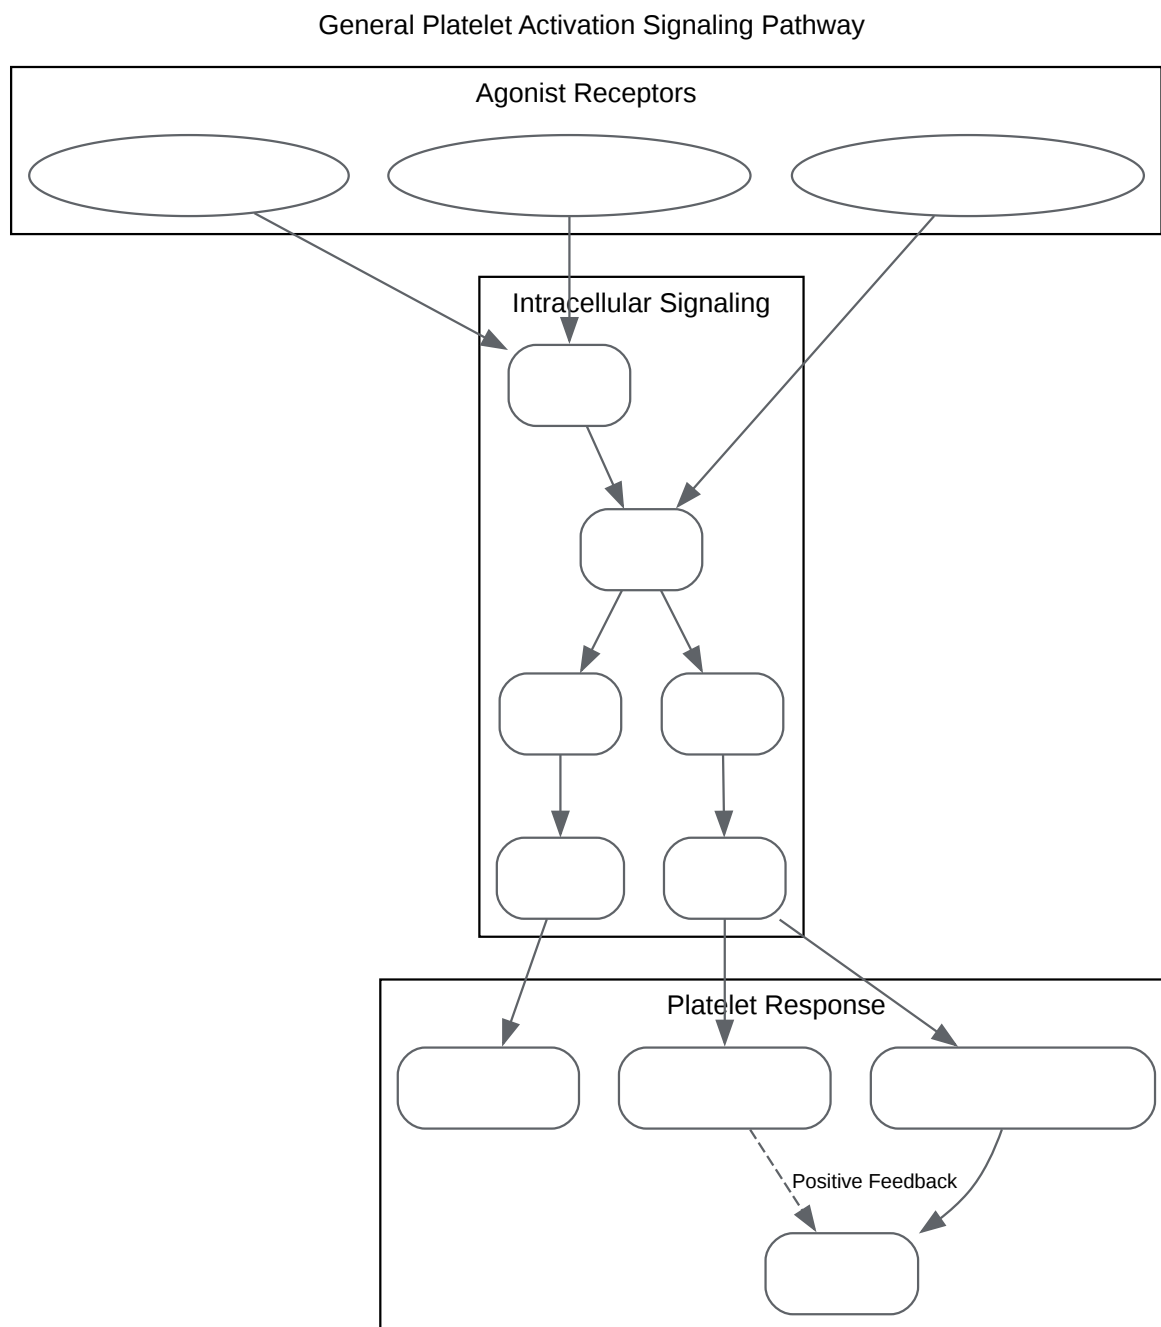 General Platelet Activation Signaling Pathway
Agonist Receptors
Intracellular Signaling
Platelet Response
Positive Feedback